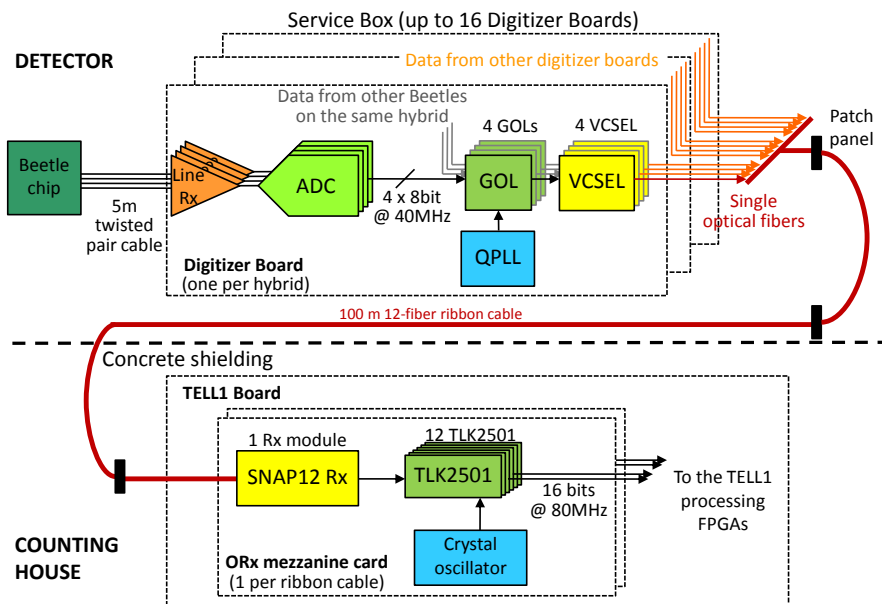 Service Box (up to 16 Digitizer Boards)
DETECTOR
Data from other digitizer boards
Data from other Beetles
on the same hybrid
4 GOLs
4 VCSEL
Patch
panel
Beetle
chip
Line
Rx
ADC
GOL
VCSEL
4 x 8bit
@ 40MHz
5m
twisted
pair cable
Single
optical fibers
QPLL
Digitizer Board
(one per hybrid)
100 m 12-fiber ribbon cable
Concrete shielding
TELL1 Board
1 Rx module
12 TLK2501
SNAP12 Rx
TLK2501
16 bits
@ 80MHz
To the TELL1
processing
FPGAs
Crystal
oscillator
COUNTING
HOUSE
ORx mezzanine card
(1 per ribbon cable)